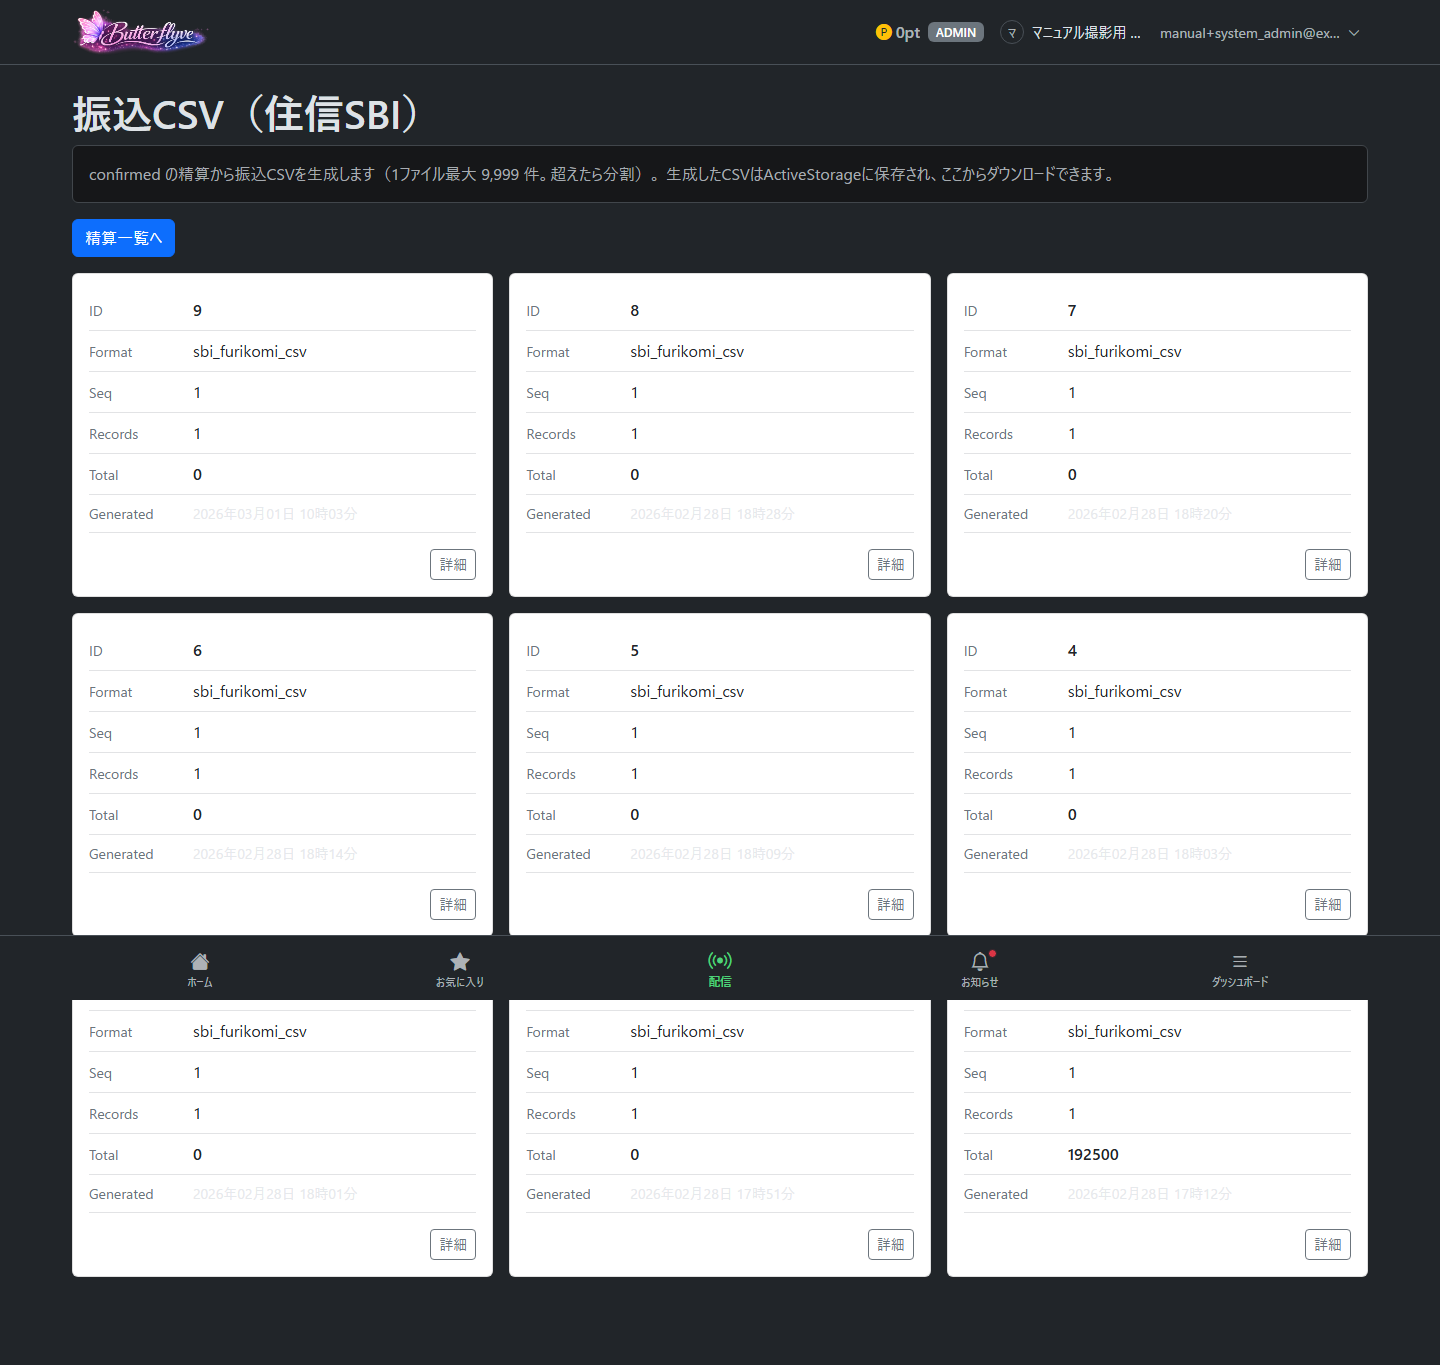 Butterflyve
P 0pt ADMIN マ マニュアル撮影用 ... manual+system_admin@ex...
振込CSV（住信SBI）
confirmed の精算から振込CSVを生成します（1ファイル最大 9,999 件。超えたら分割）。生成したCSVはActiveStorageに保存され、ここからダウンロードできます。
精算一覧へ
ID 9
Format sbi_furikomi_csv
Seq 1
Records 1
Total 0
Generated 2026年03月01日 10時03分
詳細
ID 8
Format sbi_furikomi_csv
Seq 1
Records 1
Total 0
Generated 2026年02月28日 18時28分
詳細
ID 7
Format sbi_furikomi_csv
Seq 1
Records 1
Total 0
Generated 2026年02月28日 18時20分
詳細
ID 6
Format sbi_furikomi_csv
Seq 1
Records 1
Total 0
Generated 2026年02月28日 18時14分
詳細
ID 5
Format sbi_furikomi_csv
Seq 1
Records 1
Total 0
Generated 2026年02月28日 18時09分
詳細
ID 4
Format sbi_furikomi_csv
Seq 1
Records 1
Total 0
Generated 2026年02月28日 18時03分
詳細
ホーム お気に入り 配信 お知らせ ダッシュボード
Format sbi_furikomi_csv
Seq 1
Records 1
Total 0
Generated 2026年02月28日 18時01分
詳細
Format sbi_furikomi_csv
Seq 1
Records 1
Total 0
Generated 2026年02月28日 17時51分
詳細
Format sbi_furikomi_csv
Seq 1
Records 1
Total 192500
Generated 2026年02月28日 17時12分
詳細